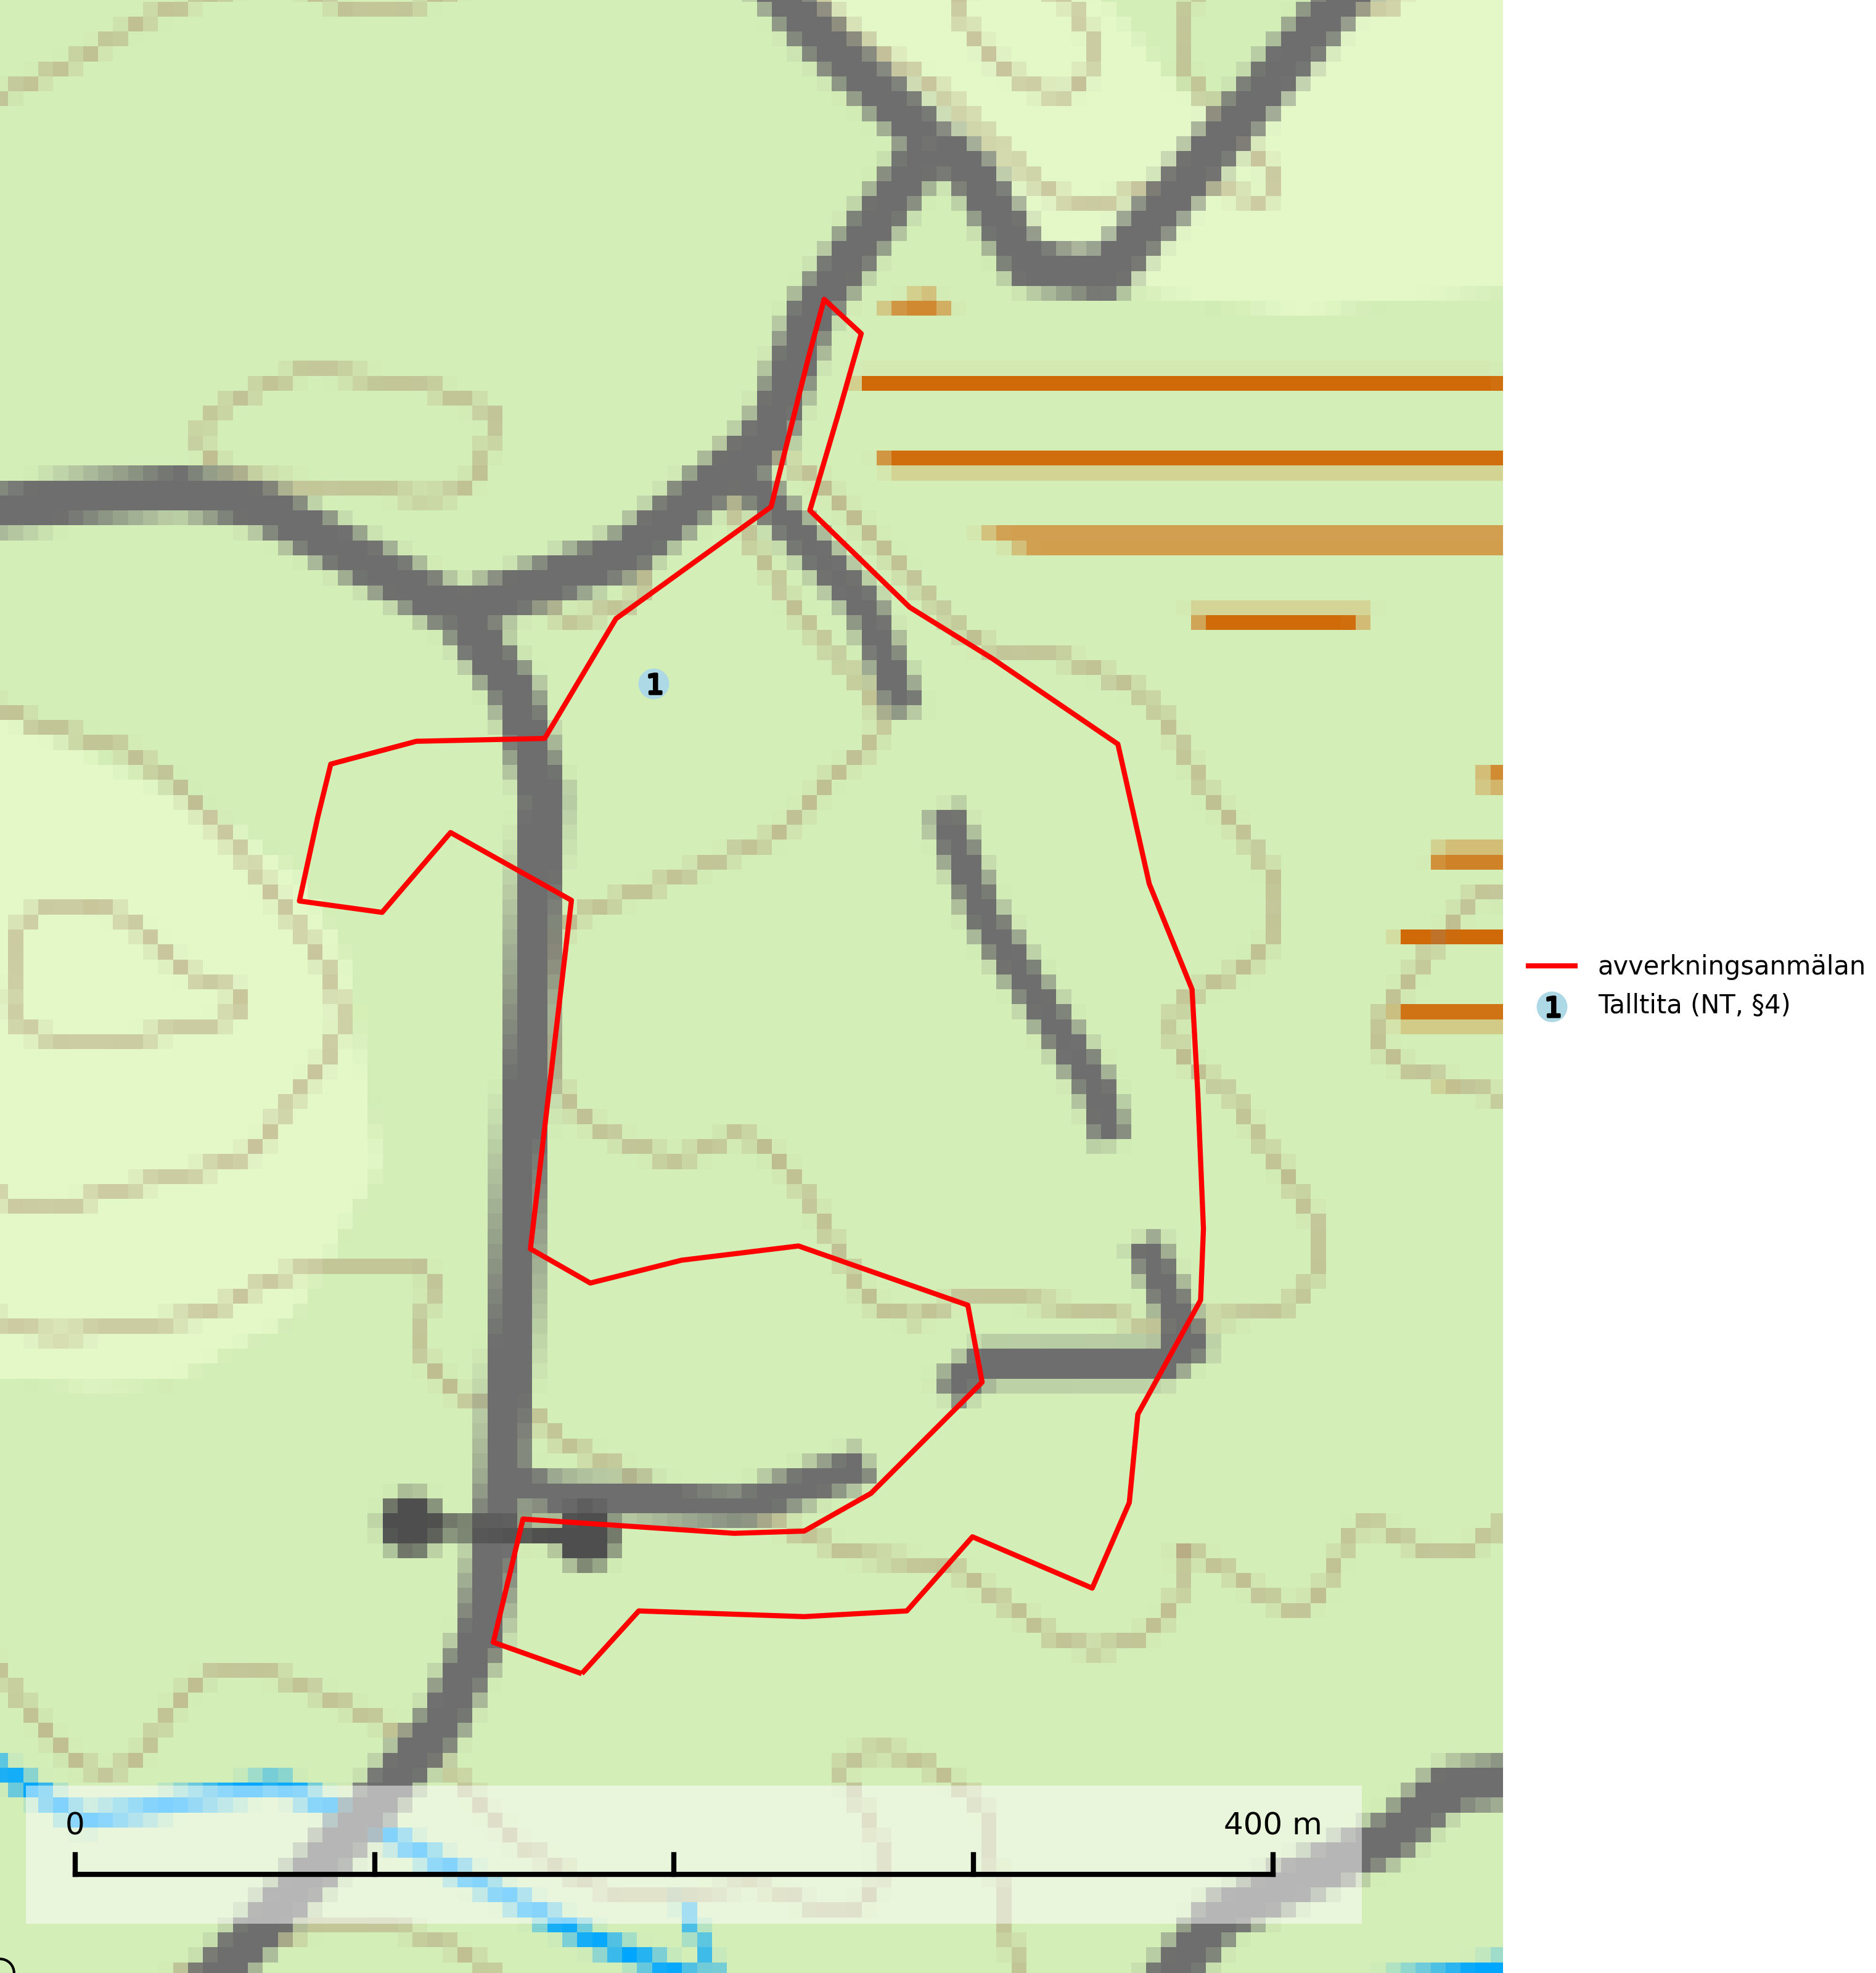 1
avverkningsanmälan
1 Talltita (NT, §4)
0 400 m